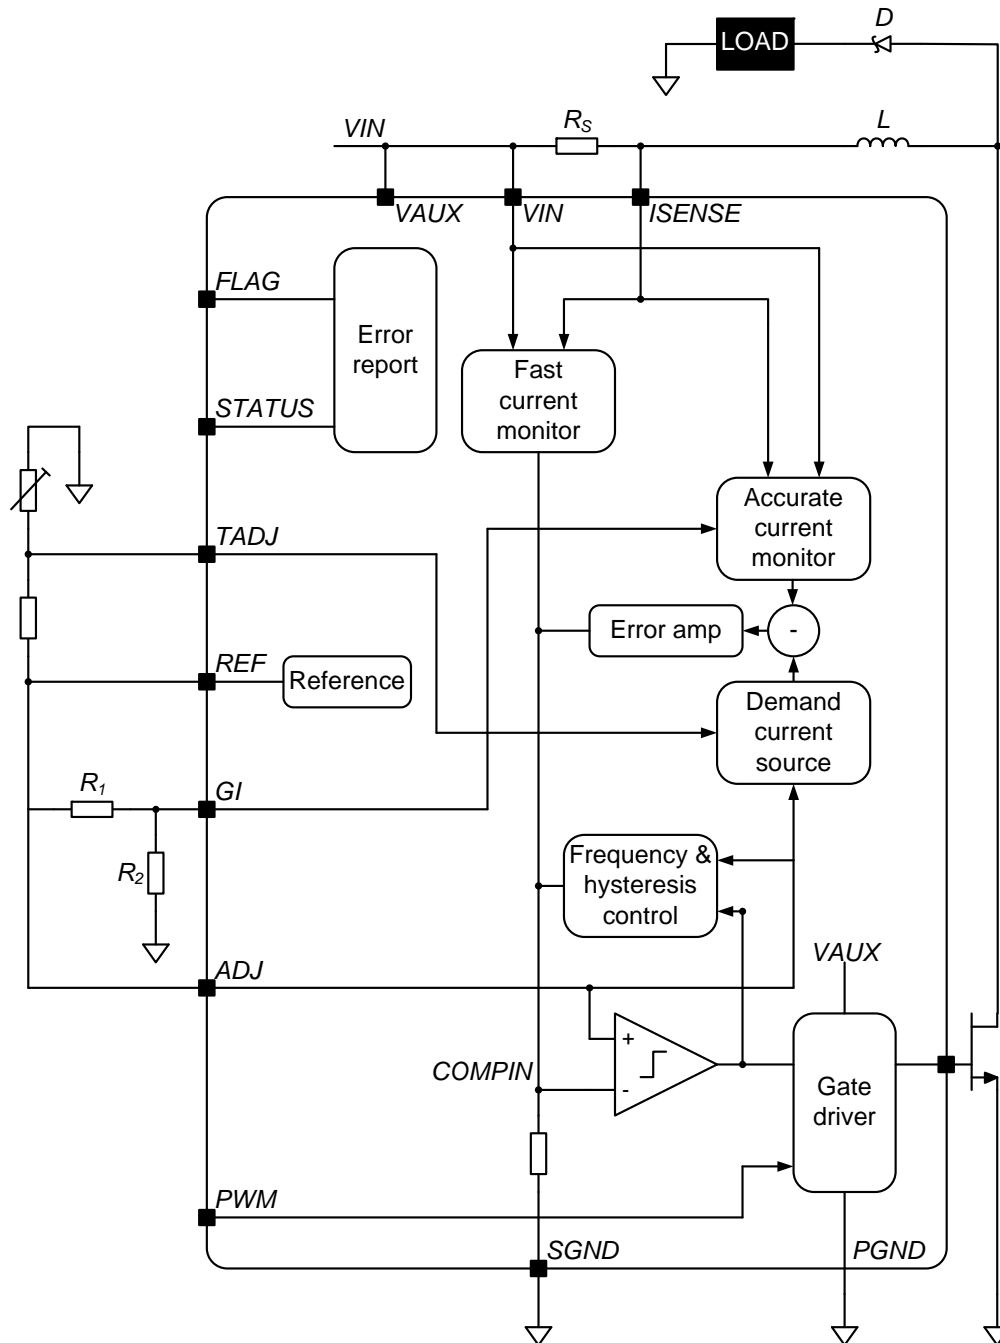 D
LOAD
VIN
RS
L
VAUX
VIN
ISENSE
FLAG
Error
report
STATUS
Fast
current
monitor
Accurate
current
monitor
TADJ
Error amp
-
REF
Reference
Demand
current
source
R1
GI
R2
Frequency &
hysteresis
control
ADJ
VAUX
+
COMPIN
-
Gate
driver
PWM
SGND
PGND